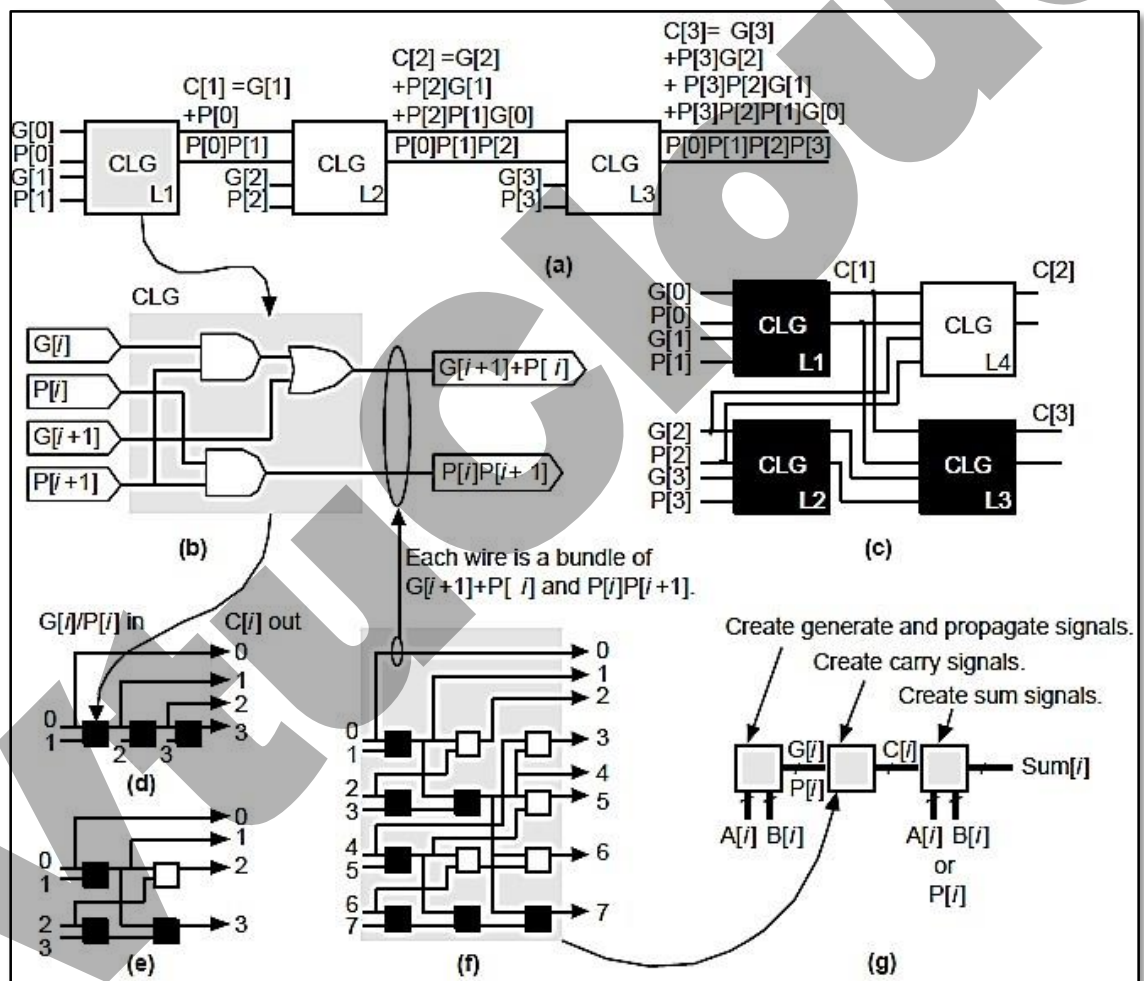 C[1] =G[1]
+P[0]
C[2] =G[2]
+P[2]G[1]
+P[2]P[1]G[0]
C[3]= G[3]
+P[3]G[2]
+ P[3]P[2]G[1]
+P[3]P[2]P[1]G[0]
G[0]
P[0]
G[1]
P[1]
CLG
L1
P[0]P[1]
G[2]
P[2]
CLG
L2
P[0]P[1]P[2]
G[3]
P[3]
CLG
L3
P[0]P[1]P[2]P[3]
(a)
CLG
G[i]
P[i]
G[i+1]
P[i+1]
G[i+1]+P[ i]
P[i]P[i+ 1]
(b)
C[1]
C[2]
G[0]
P[0]
G[1]
P[1]
CLG
L1
CLG
L4
G[2]
P[2]
G[3]
P[3]
CLG
L2
CLG
L3
C[3]
(c)
Each wire is a bundle of
G[i+1]+P[ i] and P[i]P[i+1].
G[i]/P[i] in
C[i] out
0
1
2
3
0
1
2
3
(d)
0
1
2
3
0
1
2
3
(e)
0
1
2
3
4
5
6
7
0
1
2
3
4
5
6
7
(f)
Create generate and propagate signals.
Create carry signals.
Create sum signals.
G[i]
P[i]
C[i]
Sum[i]
A[i] B[i]
A[i] B[i]
or
P[i]
(g)